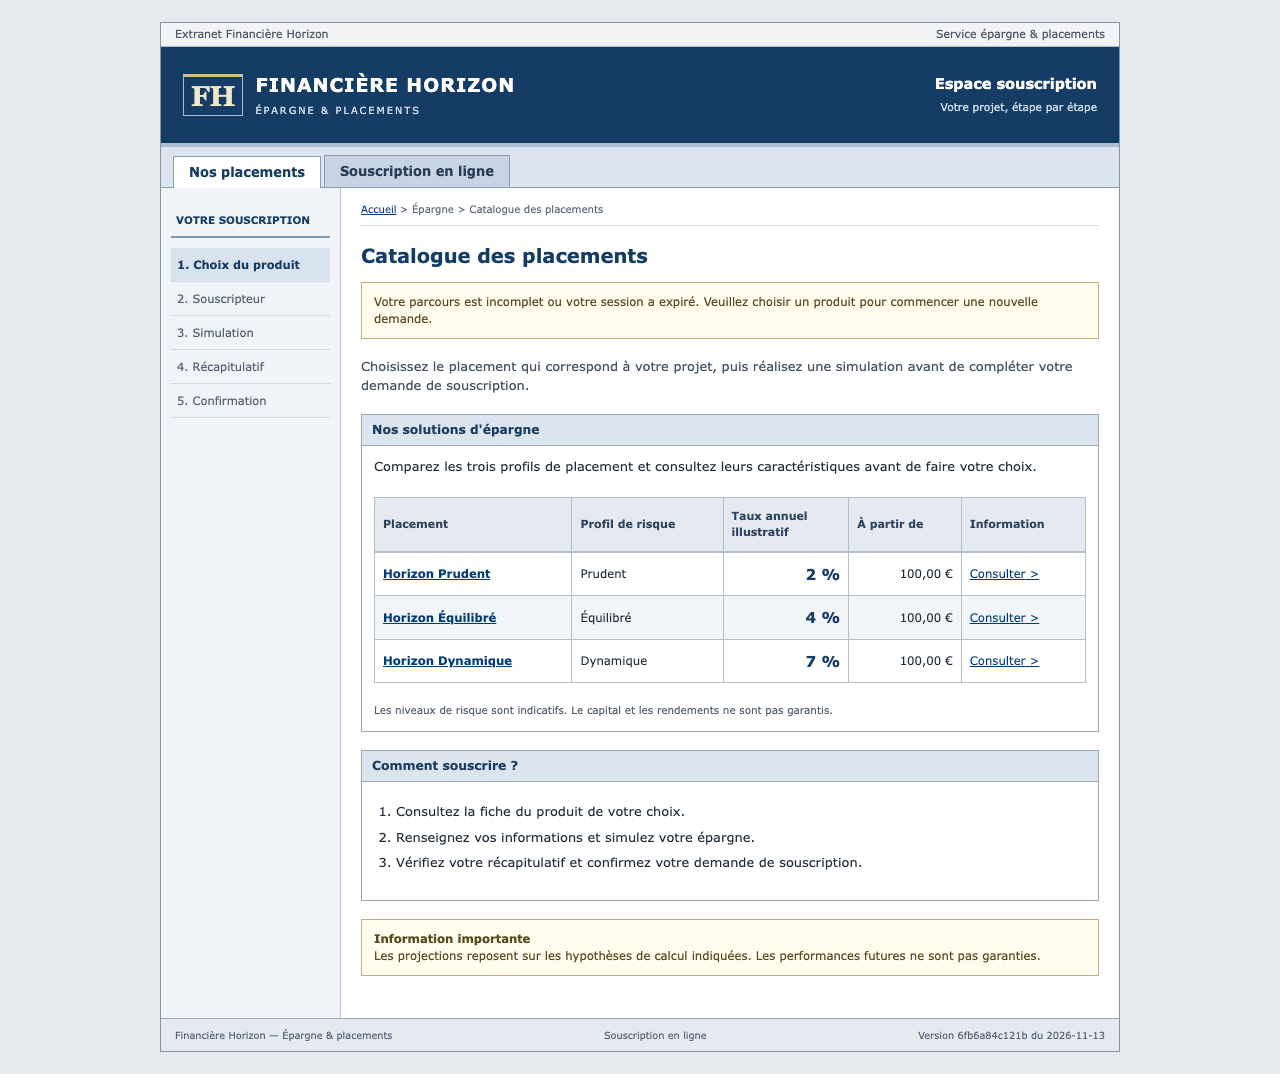 Extranet Financière Horizon
Service épargne & placements
FH
FINANCIÈRE HORIZON
ÉPARGNE & PLACEMENTS
Espace souscription
Votre projet, étape par étape
Nos placements
Souscription en ligne
VOTRE SOUSCRIPTION
1. Choix du produit
2. Souscripteur
3. Simulation
4. Récapitulatif
5. Confirmation
Accueil > Épargne > Catalogue des placements
Catalogue des placements
Votre parcours est incomplet ou votre session a expiré. Veuillez choisir un produit pour commencer une nouvelle
demande.
Choisissez le placement qui correspond à votre projet, puis réalisez une simulation avant de compléter votre
demande de souscription.
Nos solutions d'épargne
Comparez les trois profils de placement et consultez leurs caractéristiques avant de faire votre choix.
Placement
Profil de risque
Taux annuel
illustratif
À partir de
Information
Horizon Prudent
Prudent
2 %
100,00 €
Consulter >
Horizon Équilibré
Équilibré
4 %
100,00 €
Consulter >
Horizon Dynamique
Dynamique
7 %
100,00 €
Consulter >
Les niveaux de risque sont indicatifs. Le capital et les rendements ne sont pas garantis.
Comment souscrire ?
1. Consultez la fiche du produit de votre choix.
2. Renseignez vos informations et simulez votre épargne.
3. Vérifiez votre récapitulatif et confirmez votre demande de souscription.
Information importante
Les projections reposent sur les hypothèses de calcul indiquées. Les performances futures ne sont pas garanties.
Financière Horizon — Épargne & placements
Souscription en ligne
Version 6fb6a84c121b du 2026-11-13